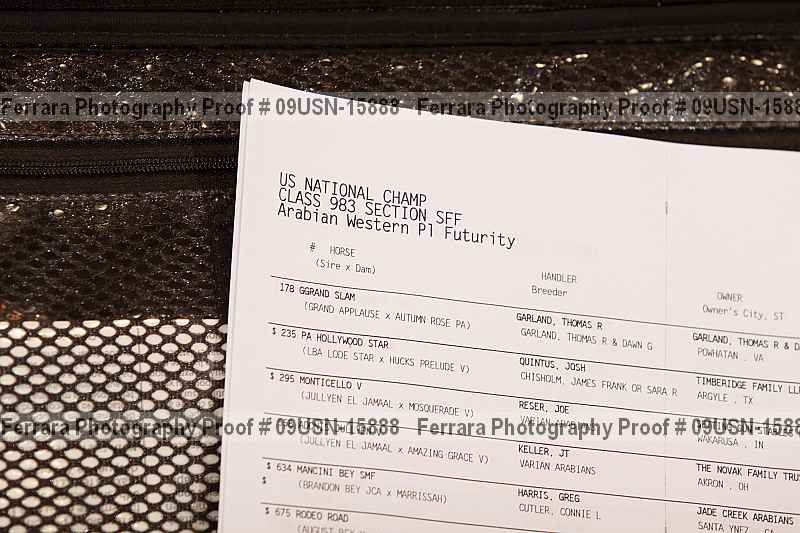 Ferrara Photography Proof # 09USN-15888 Ferrara Photography Proof # 09USN-15888
US NATIONAL CHAMP
CLASS 983 SECTION SFF
Arabian Western Pl Futurity
# HORSE
(Sire x Dam)
HANDLER
Breeder
OWNER
Owner's City, ST
178 GGRAND SLAM GARLAND, THOMAS R GARLAND, THOMAS R & D
(GRAND APPLAUSE x AUTUMN ROSE PA) GARLAND, THOMAS R & DAWN G POWHATAN , VA
$ 235 PA HOLLYWOOD STAR QUINTUS, JOSH TIMBERIDGE FAMILY LL
(LBA LODE STAR x HUCKS PRELUDE V) CHISHOLM, JAMES FRANK OR SARA R ARGYLE , TX
$ 295 MONTICELLO V RESER, JOE
(JULLYEN EL JAMAAL x MOSQUERADE V) WAKARUSA , IN
Ferrara Photography Proof # 09USN-15888 Ferrara Photography Proof # 09USN-15888
KELLER, JT THE NOVAK FAMILY TRU
(JULLYEN EL JAMAAL x AMAZING GRACE V) VARIAN ARABIANS AKRON , OH
$ 634 MANCINI BEY SMF HARRIS, GREG JADE CREEK ARABIANS
$ (BRANDON BEY JCA x MARRISSAH) CUTLER, CONNIE L SANTA YNEZ , CA
$ 675 RODEO ROAD
(AUGUST BEY